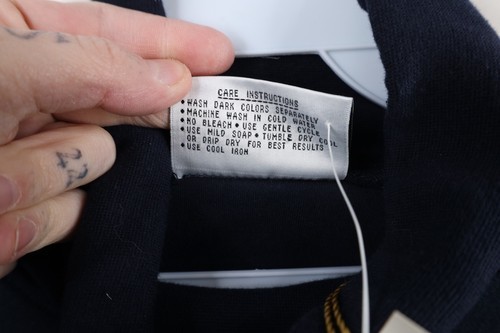 CARE INSTRUCTIONS
• WASH DARK COLORS SEPARATELY
• MACHINE WASH IN COLD WATER
• NO BLEACH • USE GENTLE CYCLE
• USE MILD SOAP • TUMBLE DRY COOL
OR DRIP DRY FOR BEST RESULTS
• USE COOL IRON